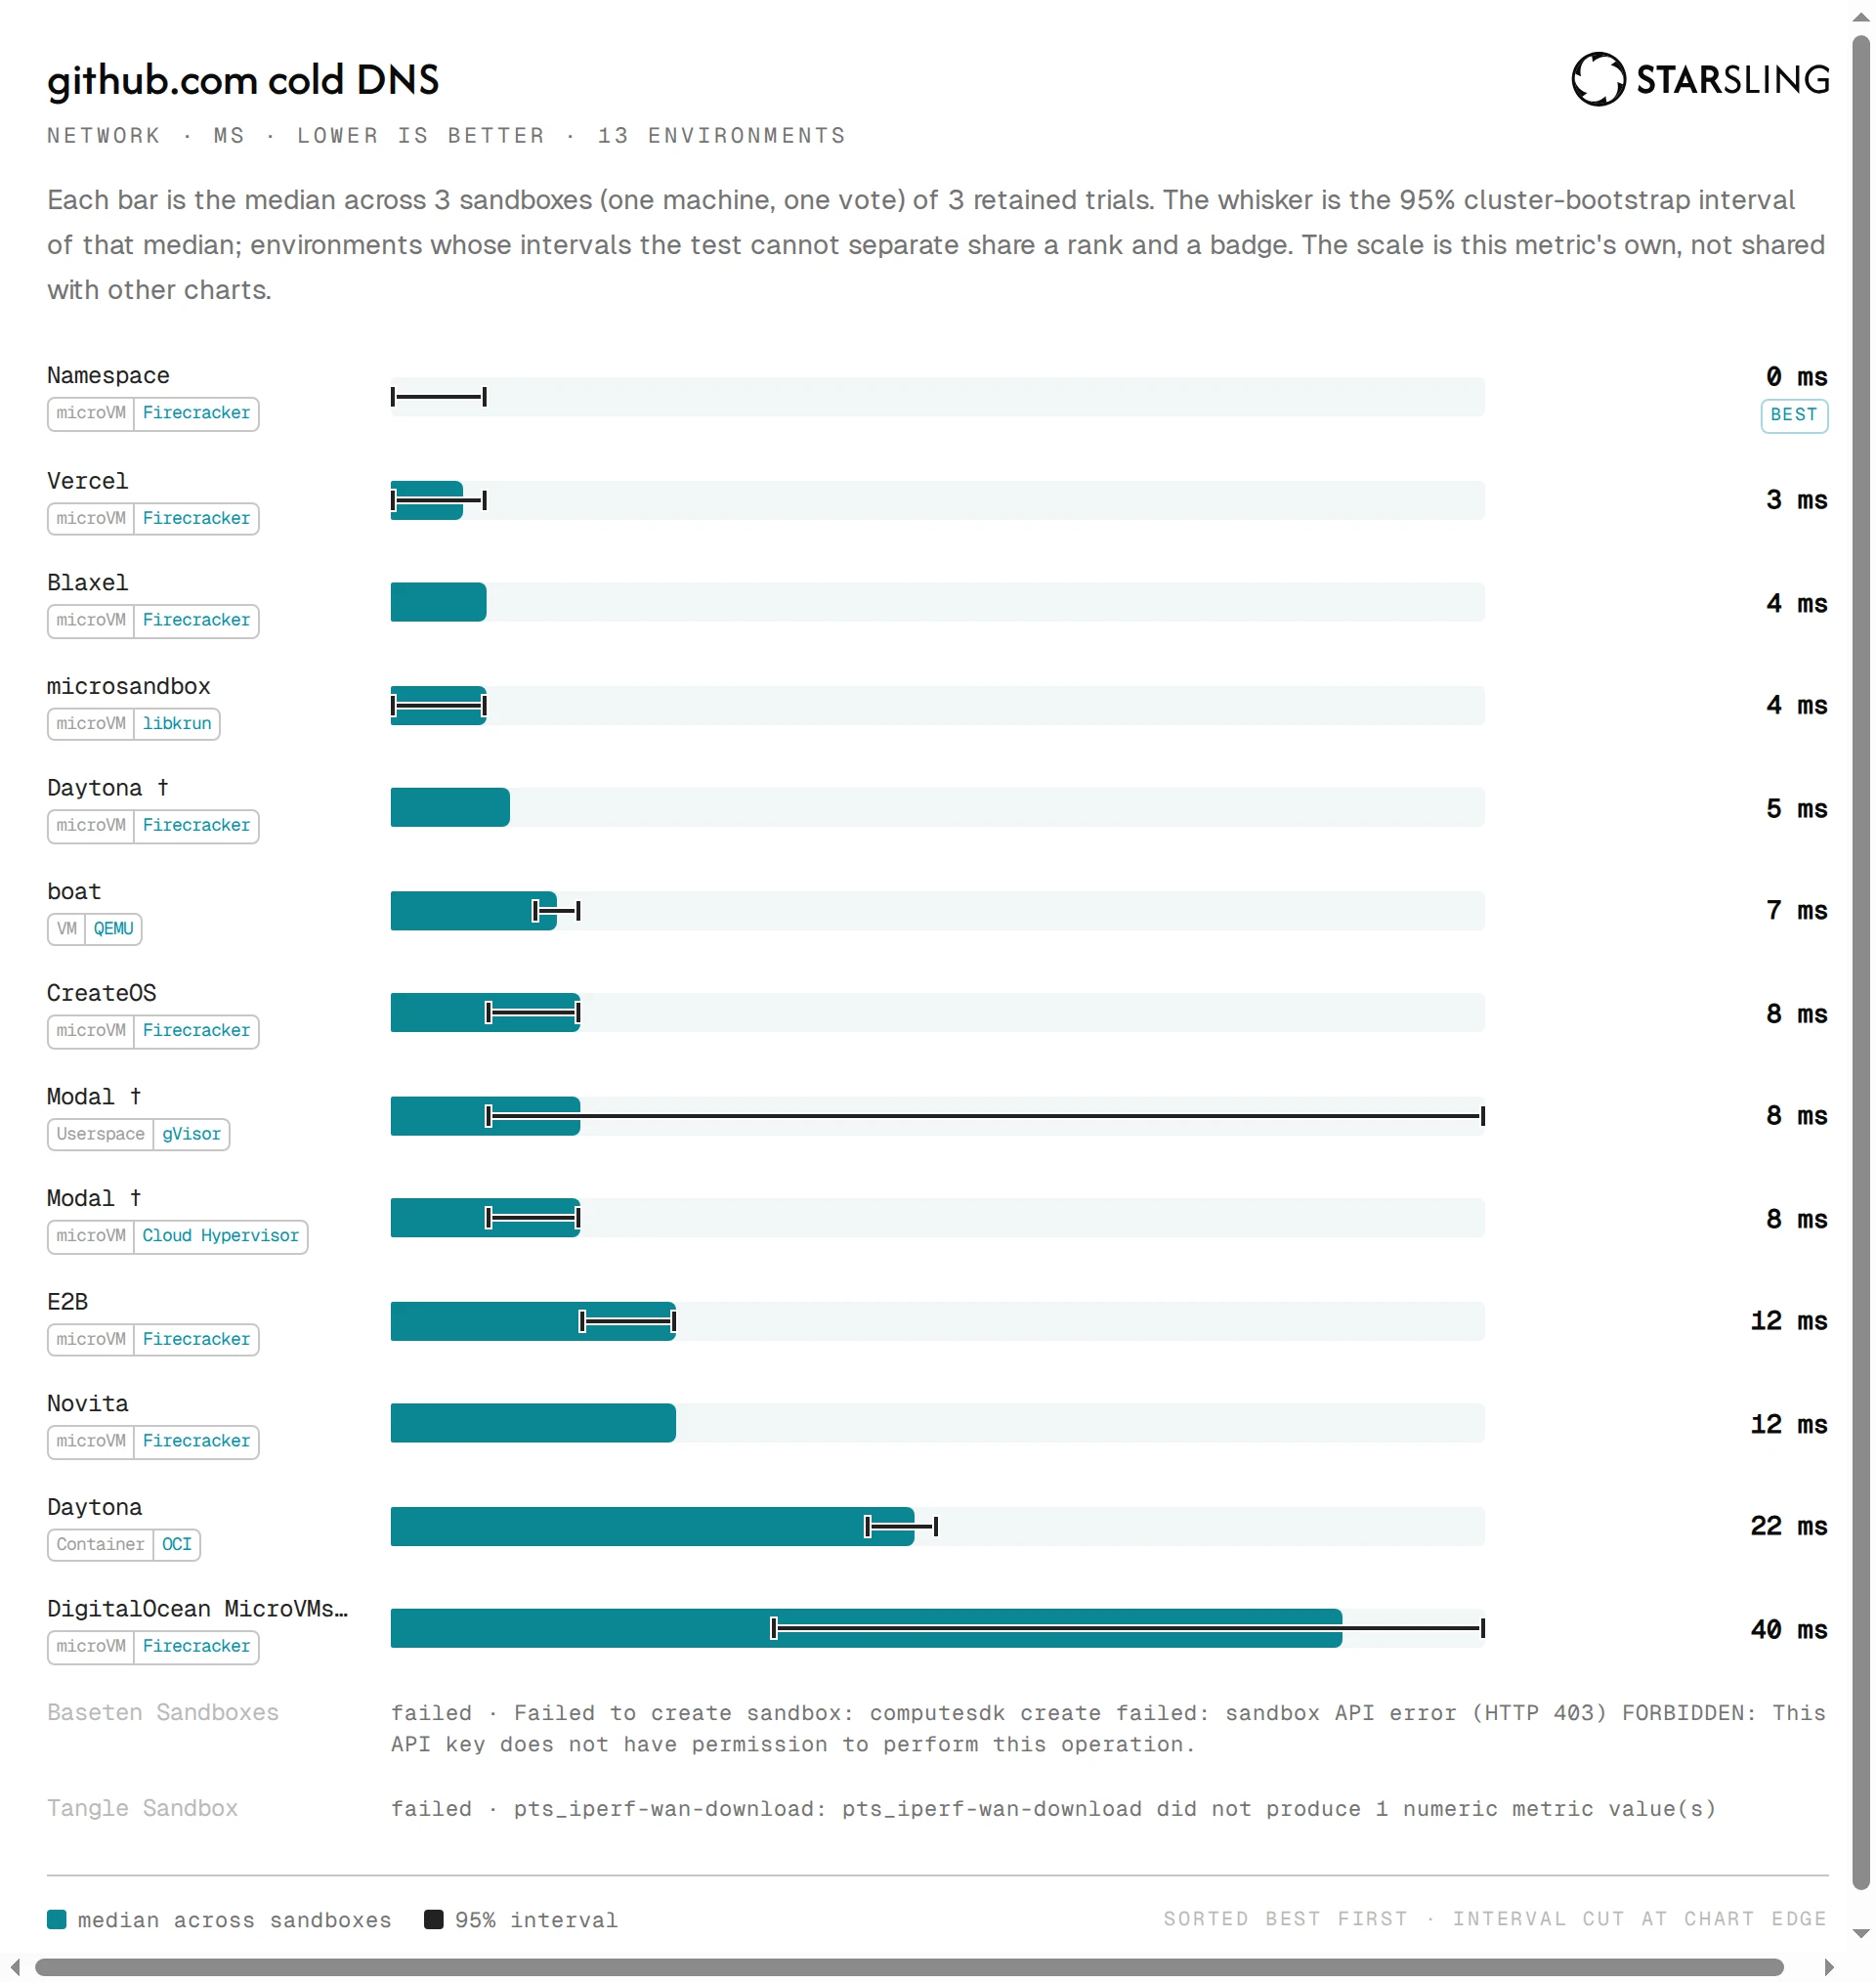 github.com cold DNS
STARSLING
NETWORK · MS · LOWER IS BETTER · 13 ENVIRONMENTS
Each bar is the median across 3 sandboxes (one machine, one vote) of 3 retained trials. The whisker is the 95% cluster-bootstrap interval
of that median; environments whose intervals the test cannot separate share a rank and a badge. The scale is this metric's own, not shared
with other charts.
Namespace
microVM Firecracker
0 ms
BEST
Vercel
microVM Firecracker
3 ms
Blaxel
microVM Firecracker
4 ms
microsandbox
microVM libkrun
4 ms
Daytona †
microVM Firecracker
5 ms
boat
VM QEMU
7 ms
CreateOS
microVM Firecracker
8 ms
Modal †
Userspace gVisor
8 ms
Modal †
microVM Cloud Hypervisor
8 ms
E2B
microVM Firecracker
12 ms
Novita
microVM Firecracker
12 ms
Daytona
Container OCI
22 ms
DigitalOcean MicroVMs…
microVM Firecracker
40 ms
Baseten Sandboxes
failed · Failed to create sandbox: computesdk create failed: sandbox API error (HTTP 403) FORBIDDEN: This
API key does not have permission to perform this operation.
Tangle Sandbox
failed · pts_iperf-wan-download: pts_iperf-wan-download did not produce 1 numeric metric value(s)
median across sandboxes
95% interval
SORTED BEST FIRST · INTERVAL CUT AT CHART EDGE